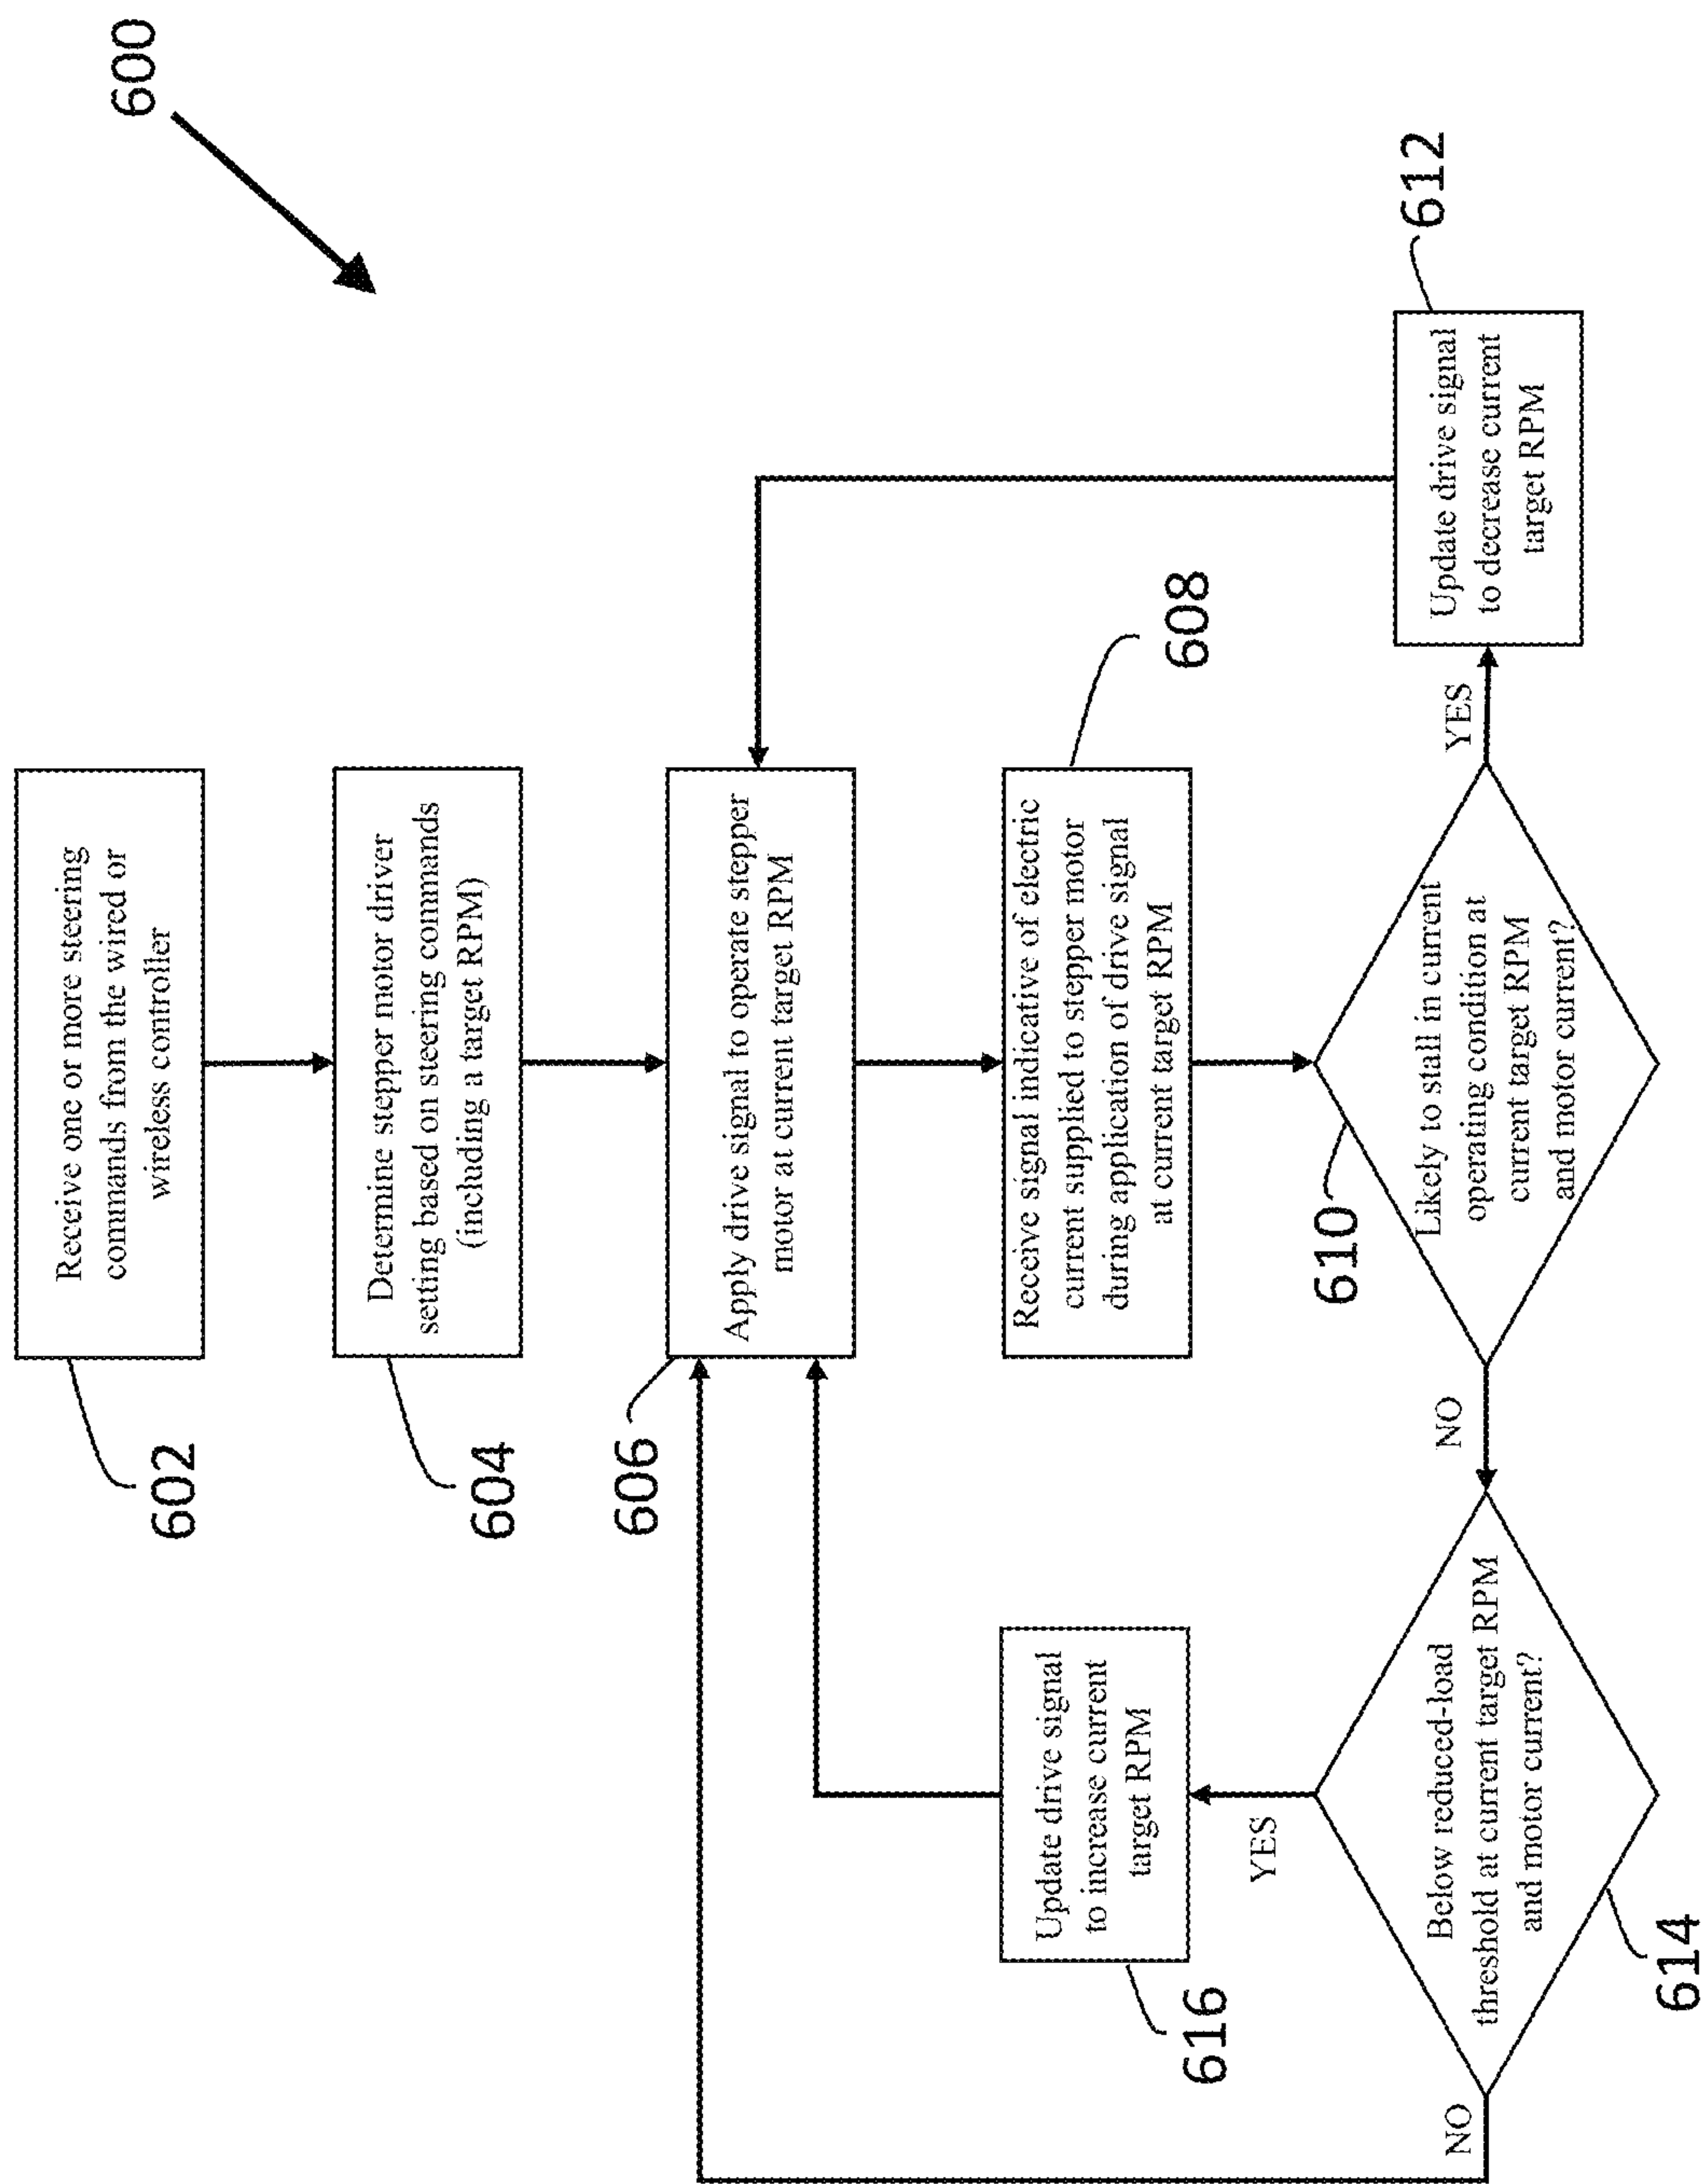 600
Receive one or more steering
commands from the wired or
wireless controller
602
Determine stepper motor driver
setting based on steering commands
(including a target RPM)
604
Apply drive signal to operate stepper
motor at current target RPM
606
Receive signal indicative of electric
current supplied to stepper motor
during application of drive signal
at current target RPM
608
Likely to stall in current
operating condition at
current target RPM
and motor current?
610
YES
Update drive signal
to decrease current
target RPM
612
NO
Below reduced-load
threshold at current target RPM
and motor current?
614
YES
Update drive signal
to increase current
target RPM
616
NO